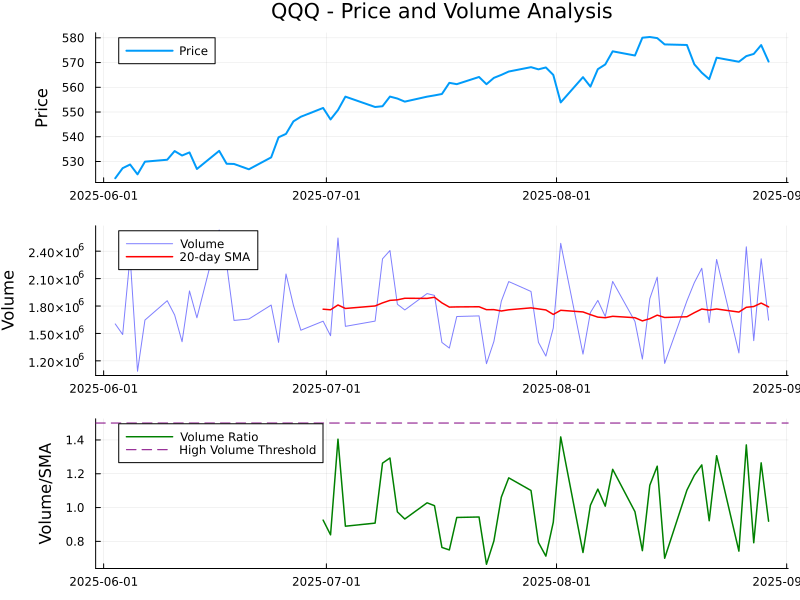 QQQ - Price and Volume Analysis
Price
580
570
560
550
540
530
Price
2025-06-01 2025-07-01 2025-08-01 2025-09
Volume
20-day SMA
2.40×10⁶
2.10×10⁶
1.80×10⁶
1.50×10⁶
1.20×10⁶
Volume
2025-06-01 2025-07-01 2025-08-01 2025-09
Volume Ratio
High Volume Threshold
1.4
1.2
1.0
0.8
Volume/SMA
2025-06-01 2025-07-01 2025-08-01 2025-09